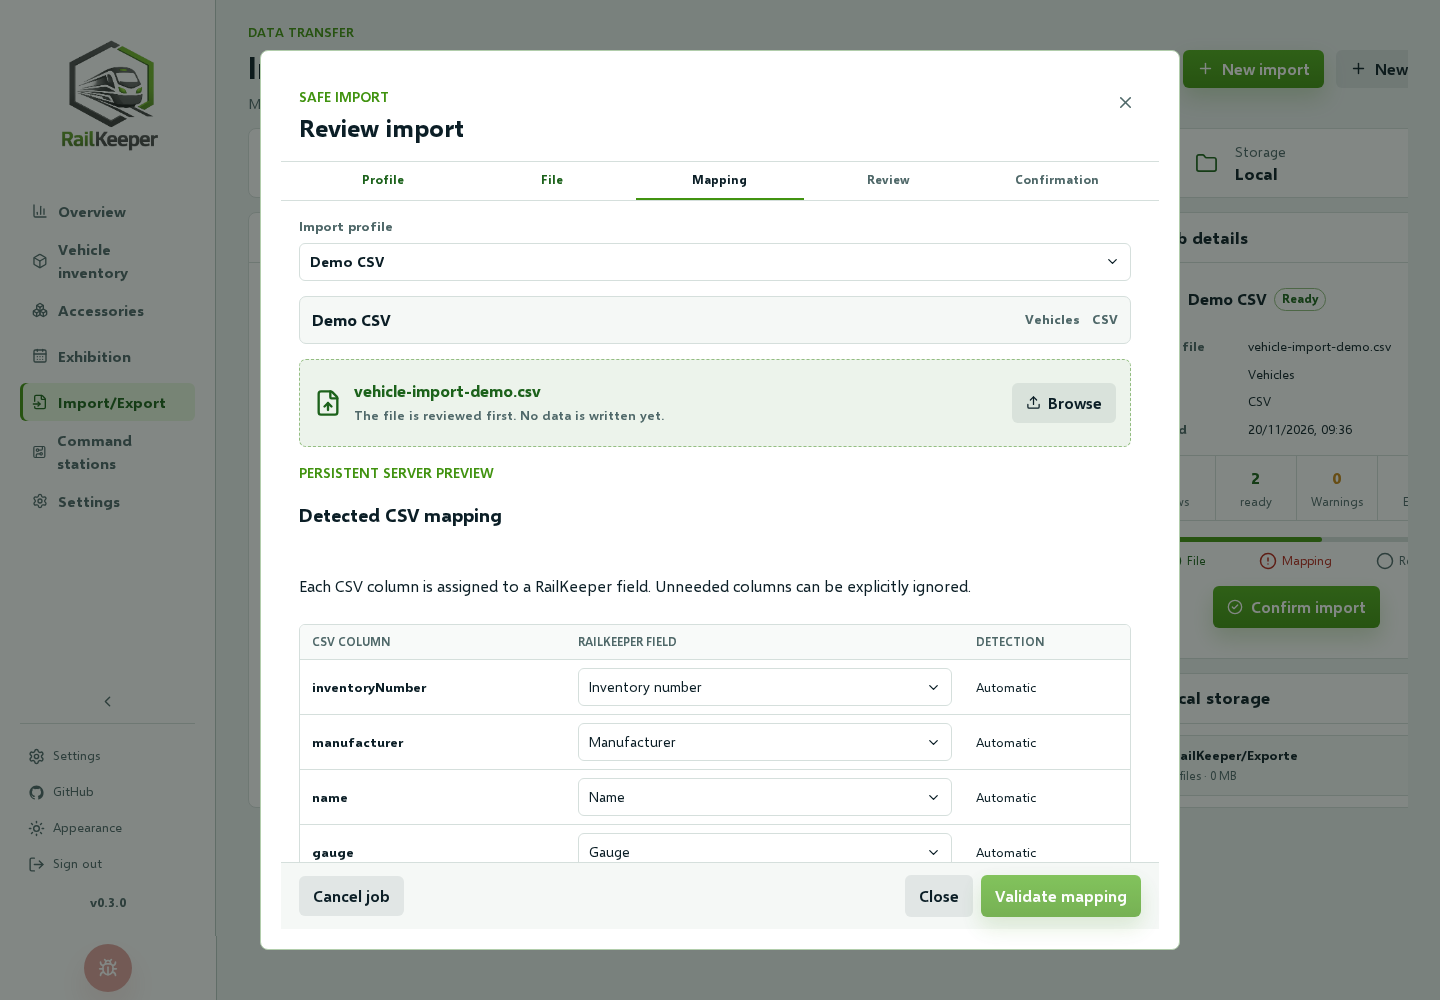 RailKeeper
Overview
Vehicle
inventory
Accessories
Exhibition
Import/Export
Command
stations
Settings
Settings
GitHub
Appearance
Sign out
v0.3.0
DATA TRANSFER
New import
New
Storage
Local
SAFE IMPORT
Review import
Profile
File
Mapping
Review
Confirmation
Import profile
Demo CSV
Demo CSV
Vehicles CSV
vehicle-import-demo.csv
The file is reviewed first. No data is written yet.
Browse
PERSISTENT SERVER PREVIEW
Detected CSV mapping
Each CSV column is assigned to a RailKeeper field. Unneeded columns can be explicitly ignored.
CSV COLUMN RAILKEEPER FIELD DETECTION
inventoryNumber Inventory number Automatic
manufacturer Manufacturer Automatic
name Name Automatic
gauge Gauge Automatic
Cancel job
Close
Validate mapping
details
Demo CSV Ready
file vehicle-import-demo.csv
Vehicles
CSV
20/11/2026, 09:36
2
ready
0
Warnings
File
Mapping
Confirm import
storage
RailKeeper/Exporte
files · 0 MB